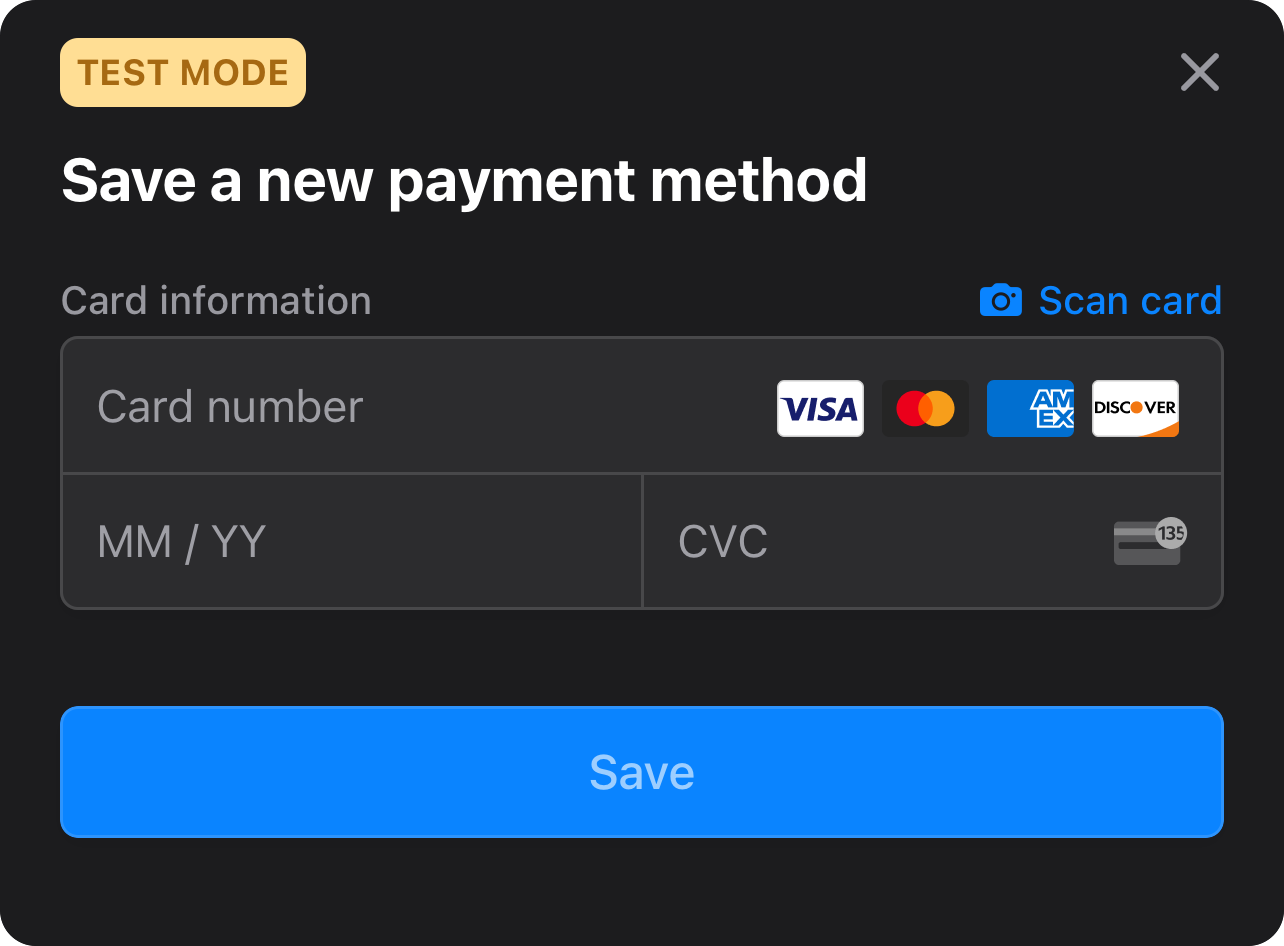 TEST MODE
Save a new payment method
Card information
Scan card
Card number
VISA
AM
EX
DISCOVER
MM / YY
CVC
135
Save